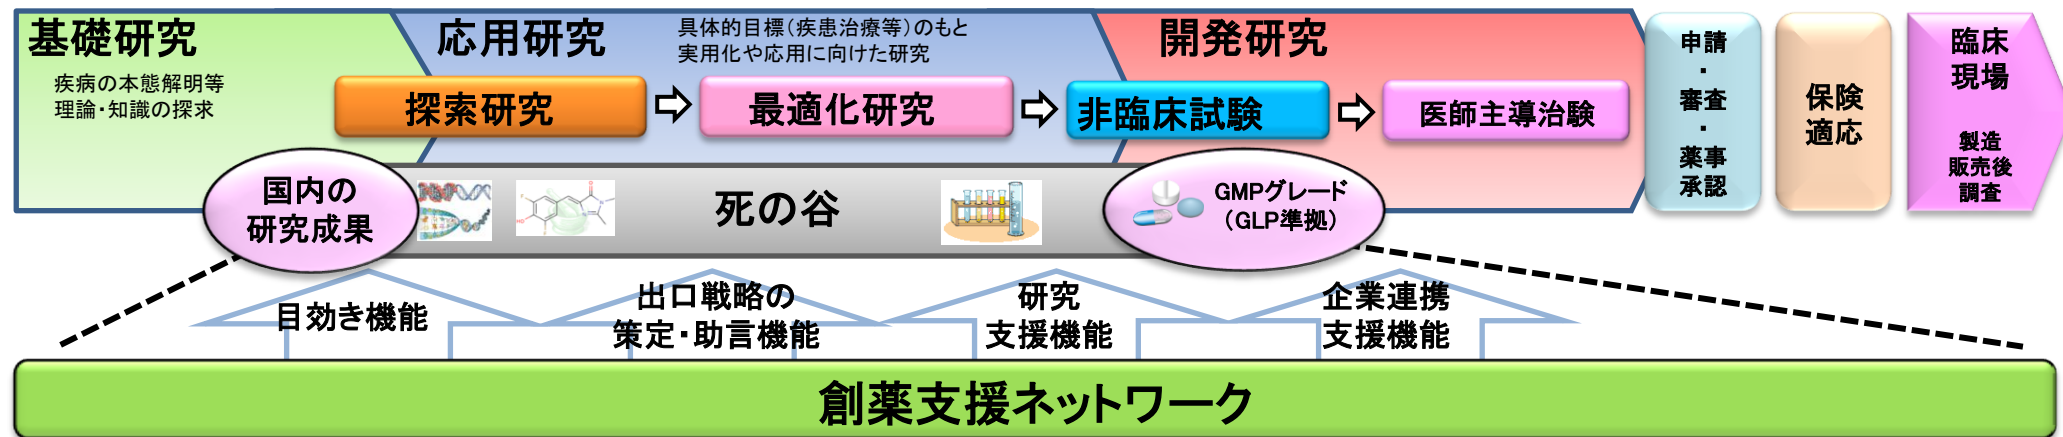 基礎研究
疾病の本態解明等
理論・知識の探求
応用研究
具体的目標（疾患治療等）のもと
実用化や応用に向けた研究
開発研究
探索研究
最適化研究
非臨床試験
医師主導治験
申請
・
審査
・
薬事
承認
保険
適応
臨床
現場
製造
販売後
調査
国内の
研究成果
死の谷
GMPグレード
（GLP準拠）
目効き機能
出口戦略の
策定・助言機能
研究
支援機能
企業連携
支援機能
創薬支援ネットワーク